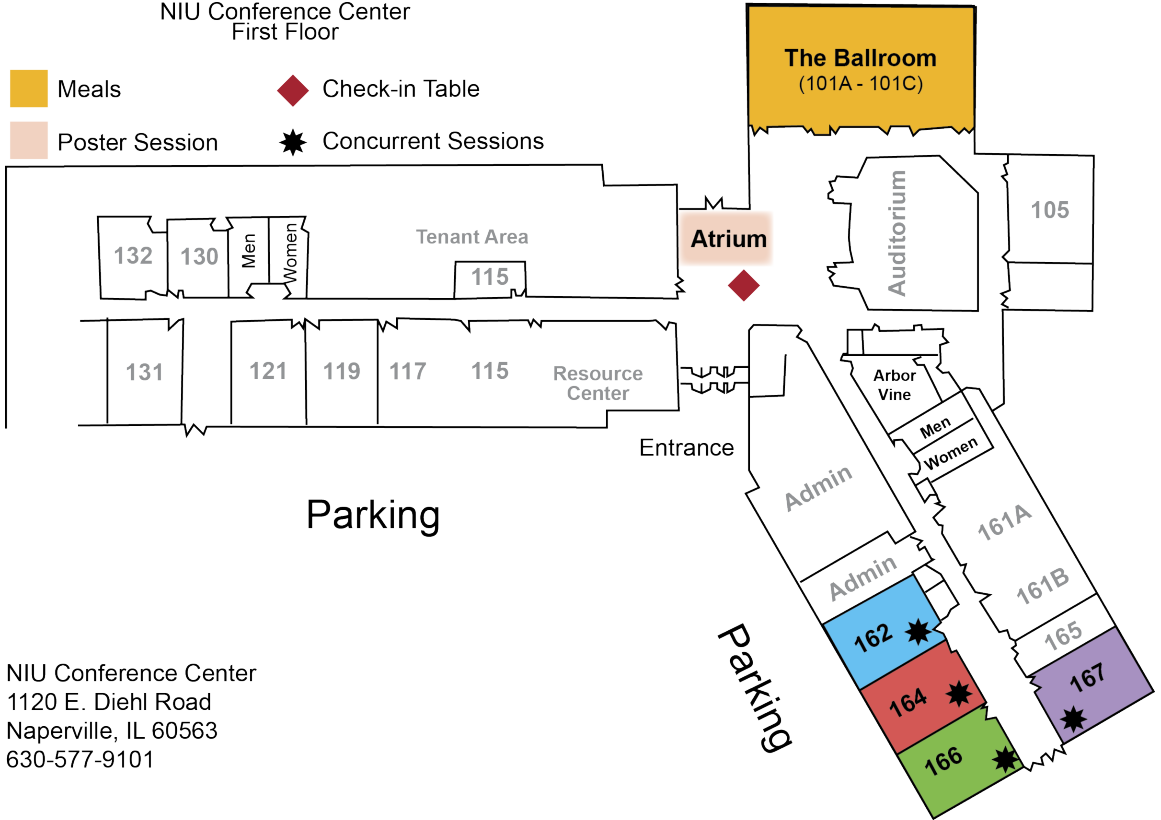 NIU Conference Center
First Floor
Meals
Check-in Table
Poster Session
Concurrent Sessions
The Ballroom
(101A - 101C)
Auditorium
105
Atrium
132
130
Men
Women
Tenant Area
115
131
121
119
117
115
Resource
Center
Entrance
Arbor
Vine
Men
Women
Admin
161A
Admin
161B
162
165
164
167
166
Parking
Parking
NIU Conference Center
1120 E. Diehl Road
Naperville, IL 60563
630-577-9101